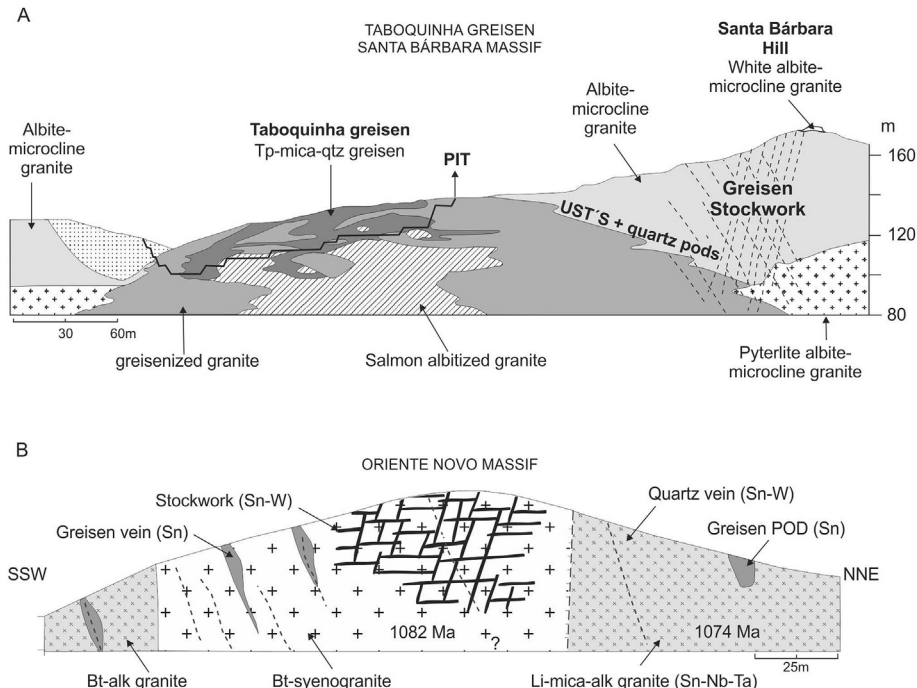 A
TABOQUINHA GREISEN
SANTA BÁRBARA MASSIF
Santa Bárbara
Hill
White albite-
microcline granite
Albite-
microcline
granite
Albite-
microcline
granite
Taboquinha greisen
Tp-mica-qtz greisen
PIT
m
160
120
80
Greisen
Stockwork
UST´S + quartz pods
30
60m
greisenized granite
Salmon albitized granite
Pyterlite albite-
microcline granite
B
ORIENTE NOVO MASSIF
Stockwork (Sn-W)
Quartz vein (Sn-W)
Greisen vein (Sn)
Greisen POD (Sn)
SSW
NNE
1082 Ma
1074 Ma
?
25m
Bt-alk granite
Bt-syenogranite
Li-mica-alk granite (Sn-Nb-Ta)